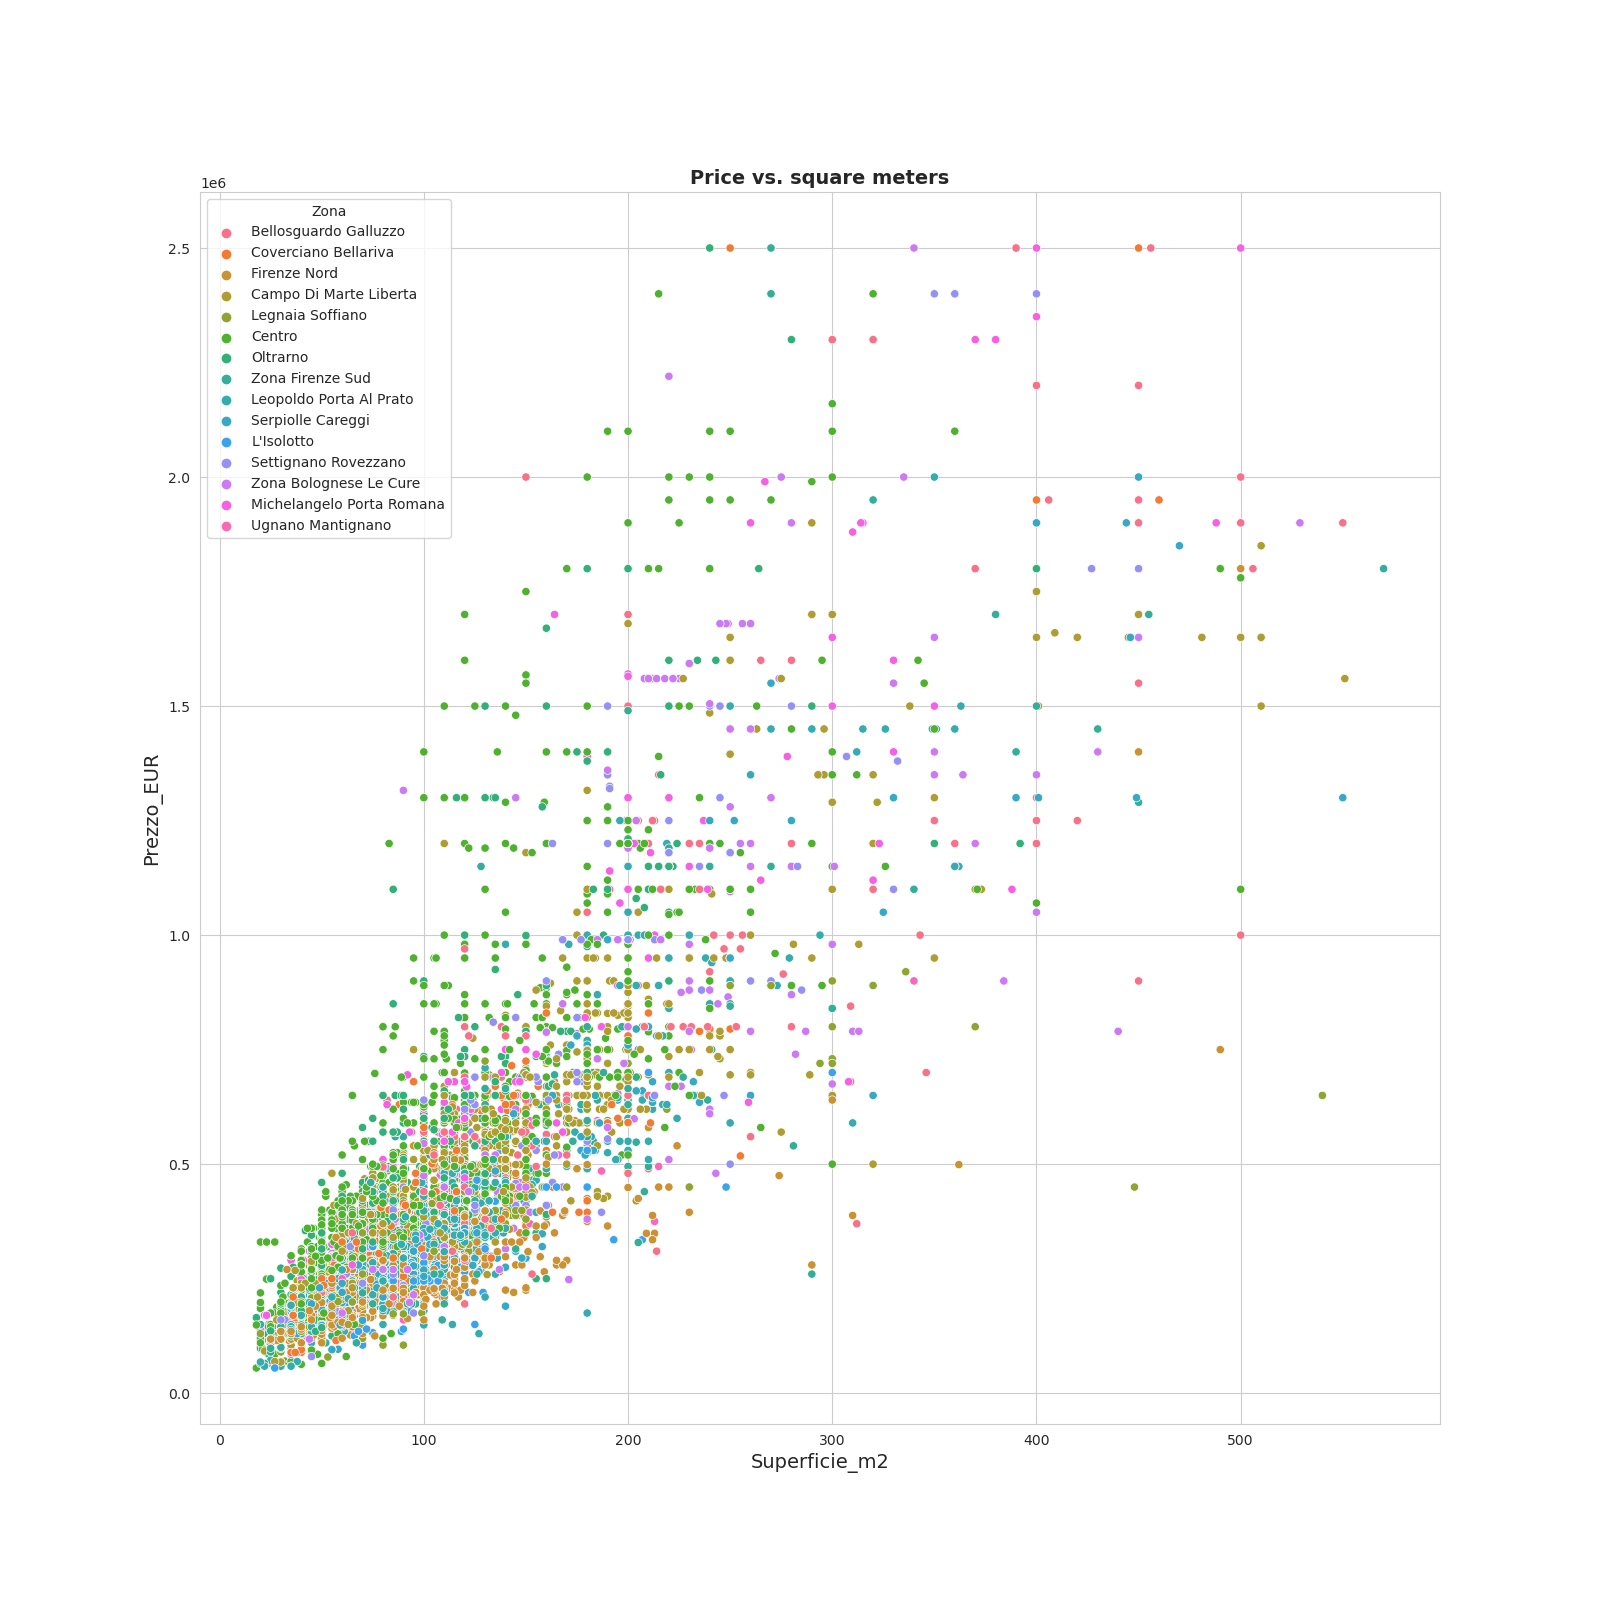 Price vs. square meters
1e6
Zona
Bellosguardo Galluzzo
Coverciano Bellariva
Firenze Nord
Campo Di Marte Liberta
Legnaia Soffiano
Centro
Oltrarno
Zona Firenze Sud
Leopoldo Porta Al Prato
Serpiolle Careggi
L'Isolotto
Settignano Rovezzano
Zona Bolognese Le Cure
Michelangelo Porta Romana
Ugnano Mantignano
2.5
2.0
1.5
1.0
0.5
0.0
Prezzo_EUR
0 100 200 300 400 500
Superficie_m2